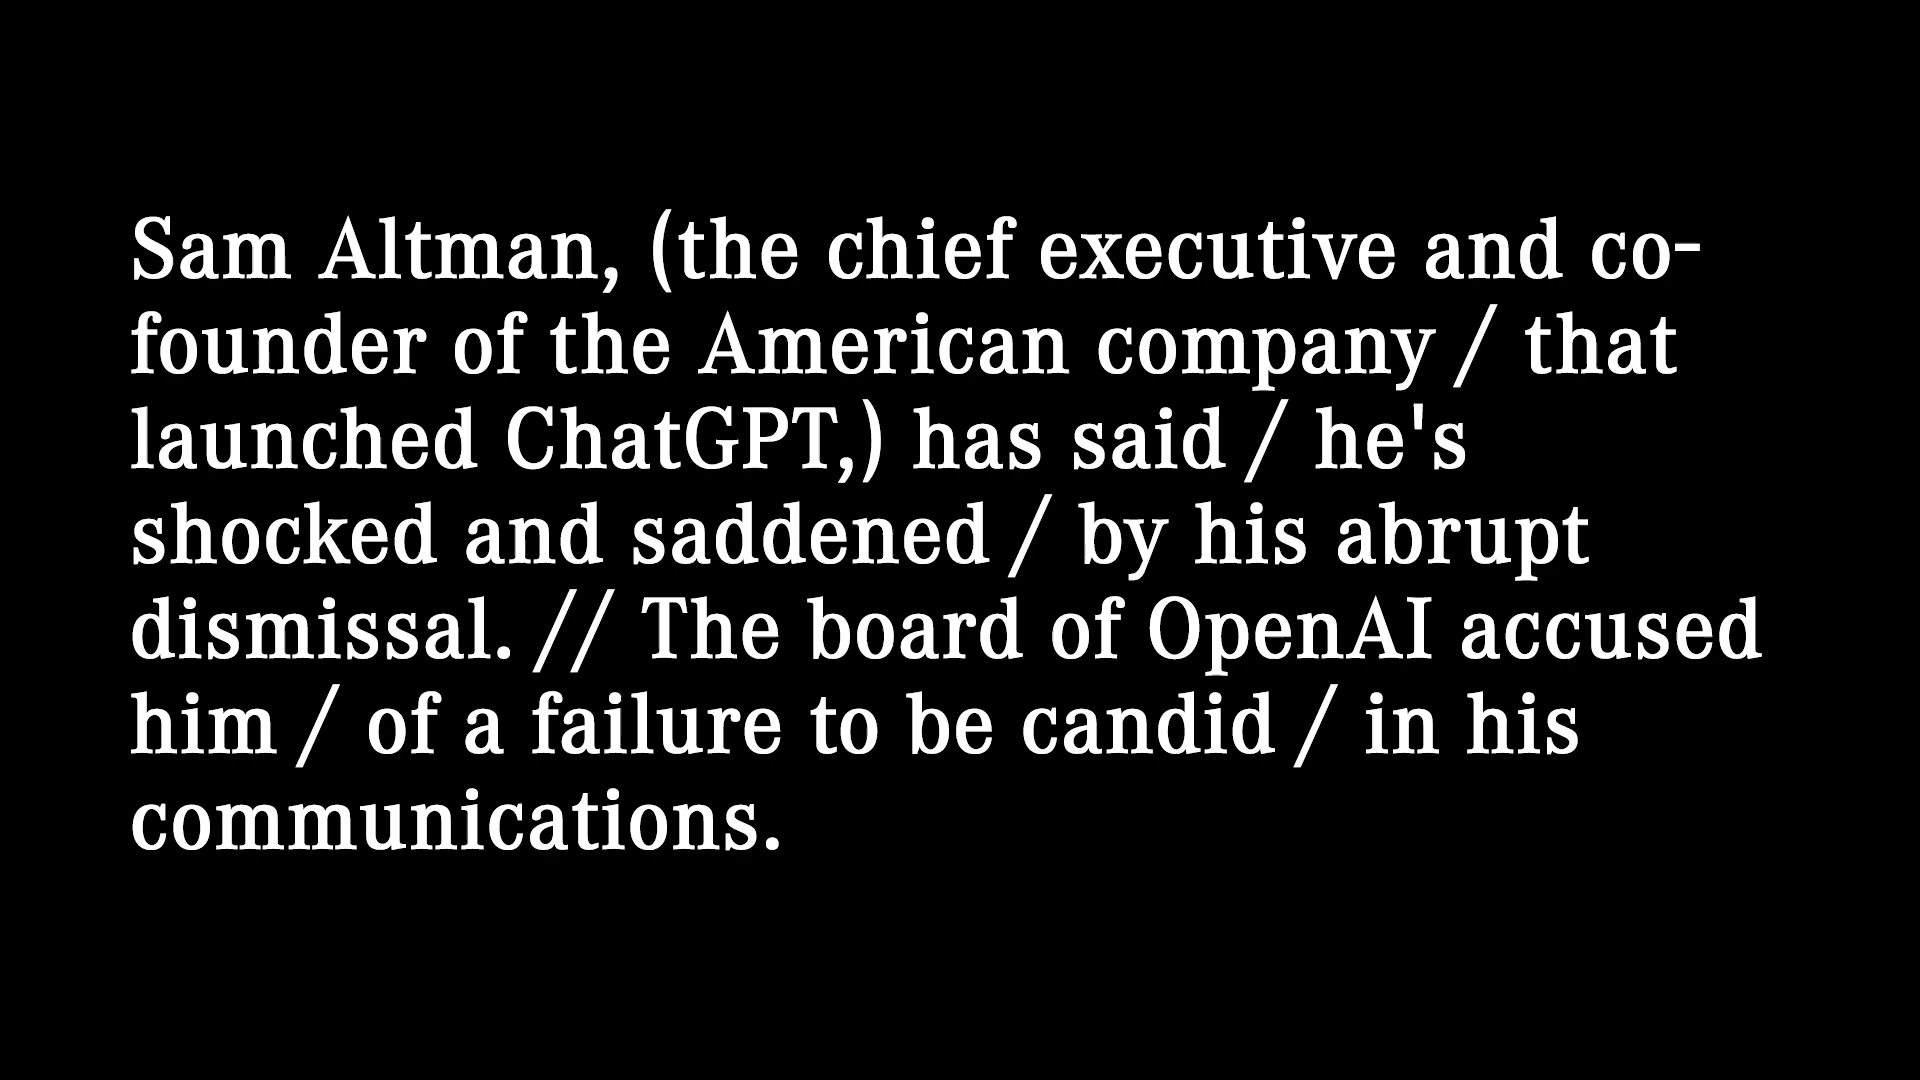 Sam Altman, (the chief executive and co-
founder of the American company / that
launched ChatGPT,) has said / he's
shocked and saddened / by his abrupt
dismissal. // The board of OpenAI accused
him / of a failure to be candid / in his
communications.